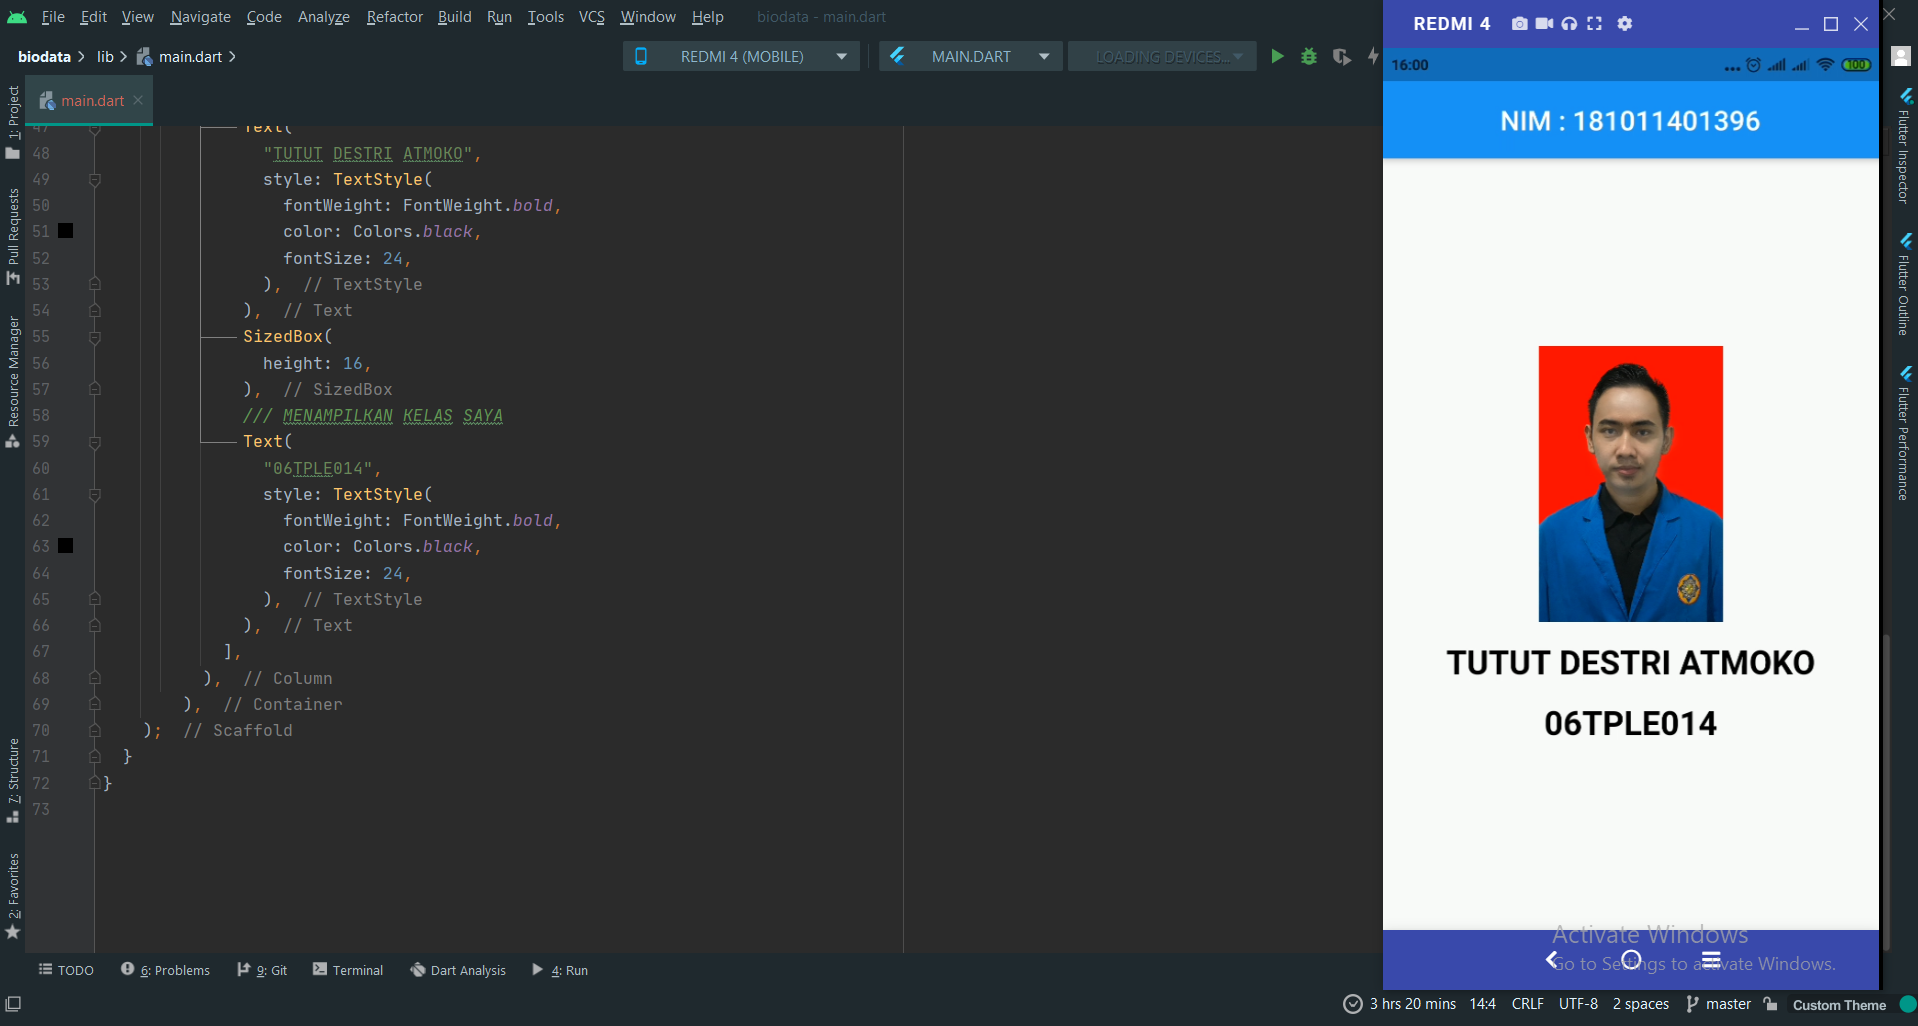 File Edit View Navigate Code Analyze Refactor Build Run Tools VCS Window Help biodata - main.dart
biodata lib main.dart
REDMI 4 (MOBILE) MAIN.DART LOADING DEVICES...
main.dart
1: Project
Pull Requests
Resource Manager
7: Structure
2: Favorites
47 Text(
48 "TUTUT DESTRI ATMOKO",
49 style: TextStyle(
50 fontWeight: FontWeight.bold,
51 color: Colors.black,
52 fontSize: 24,
53 ), // TextStyle
54 ), // Text
55 SizedBox(
56 height: 16,
57 ), // SizedBox
58 /// MENAMPILKAN KELAS SAYA
59 Text(
60 "06TPLE014",
61 style: TextStyle(
62 fontWeight: FontWeight.bold,
63 color: Colors.black,
64 fontSize: 24,
65 ), // TextStyle
66 ), // Text
67 ],
68 ), // Column
69 ), // Container
70 ); // Scaffold
71 }
72 }
73
REDMI 4
16:00 100
NIM : 181011401396
TUTUT DESTRI ATMOKO
06TPLE014
Activate Windows
Go to Settings to activate Windows.
Flutter Inspector
Flutter Outline
Flutter Performance
TODO 6: Problems 9: Git Terminal Dart Analysis 4: Run
3 hrs 20 mins 14:4 CRLF UTF-8 2 spaces master Custom Theme